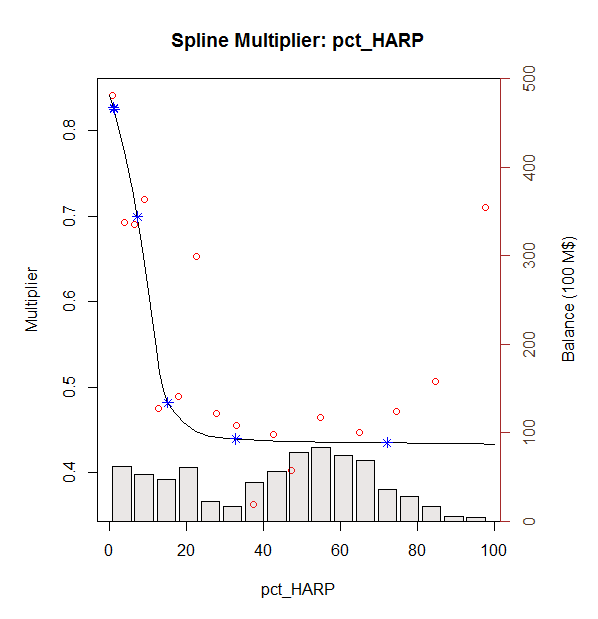 Spline Multiplier: pct_HARP
Multiplier
0.4 0.5 0.6 0.7 0.8
0 100 200 300 400 500
Balance (100 M$)
0 20 40 60 80 100
pct_HARP